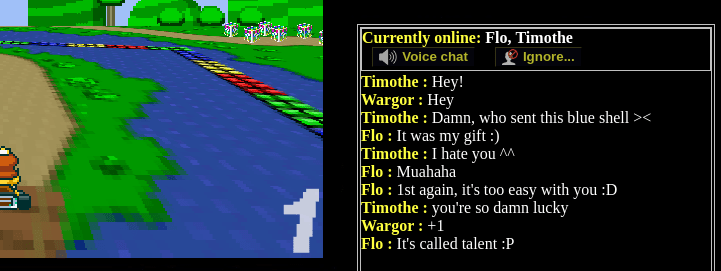 1
Currently online: Flo, Timothe
Voice chat
Ignore...
Timothe : Hey!
Wargor : Hey
Timothe : Damn, who sent this blue shell ><
Flo : It was my gift :)
Timothe : I hate you ^^
Flo : Muahaha
Flo : 1st again, it's too easy with you :D
Timothe : you're so damn lucky
Wargor : +1
Flo : It's called talent :P